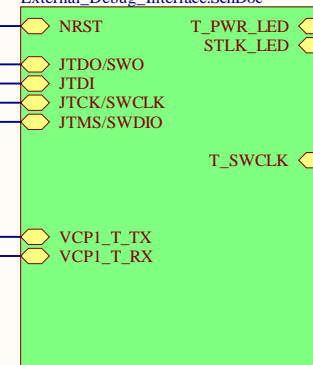 External_Debug_Interface.SchDoc
NRST
T_PWR_LED
STLK_LED
JTDO/SWO
JTDI
JTCK/SWCLK
JTMS/SWDIO
T_SWCLK
VCP1_T_TX
VCP1_T_RX